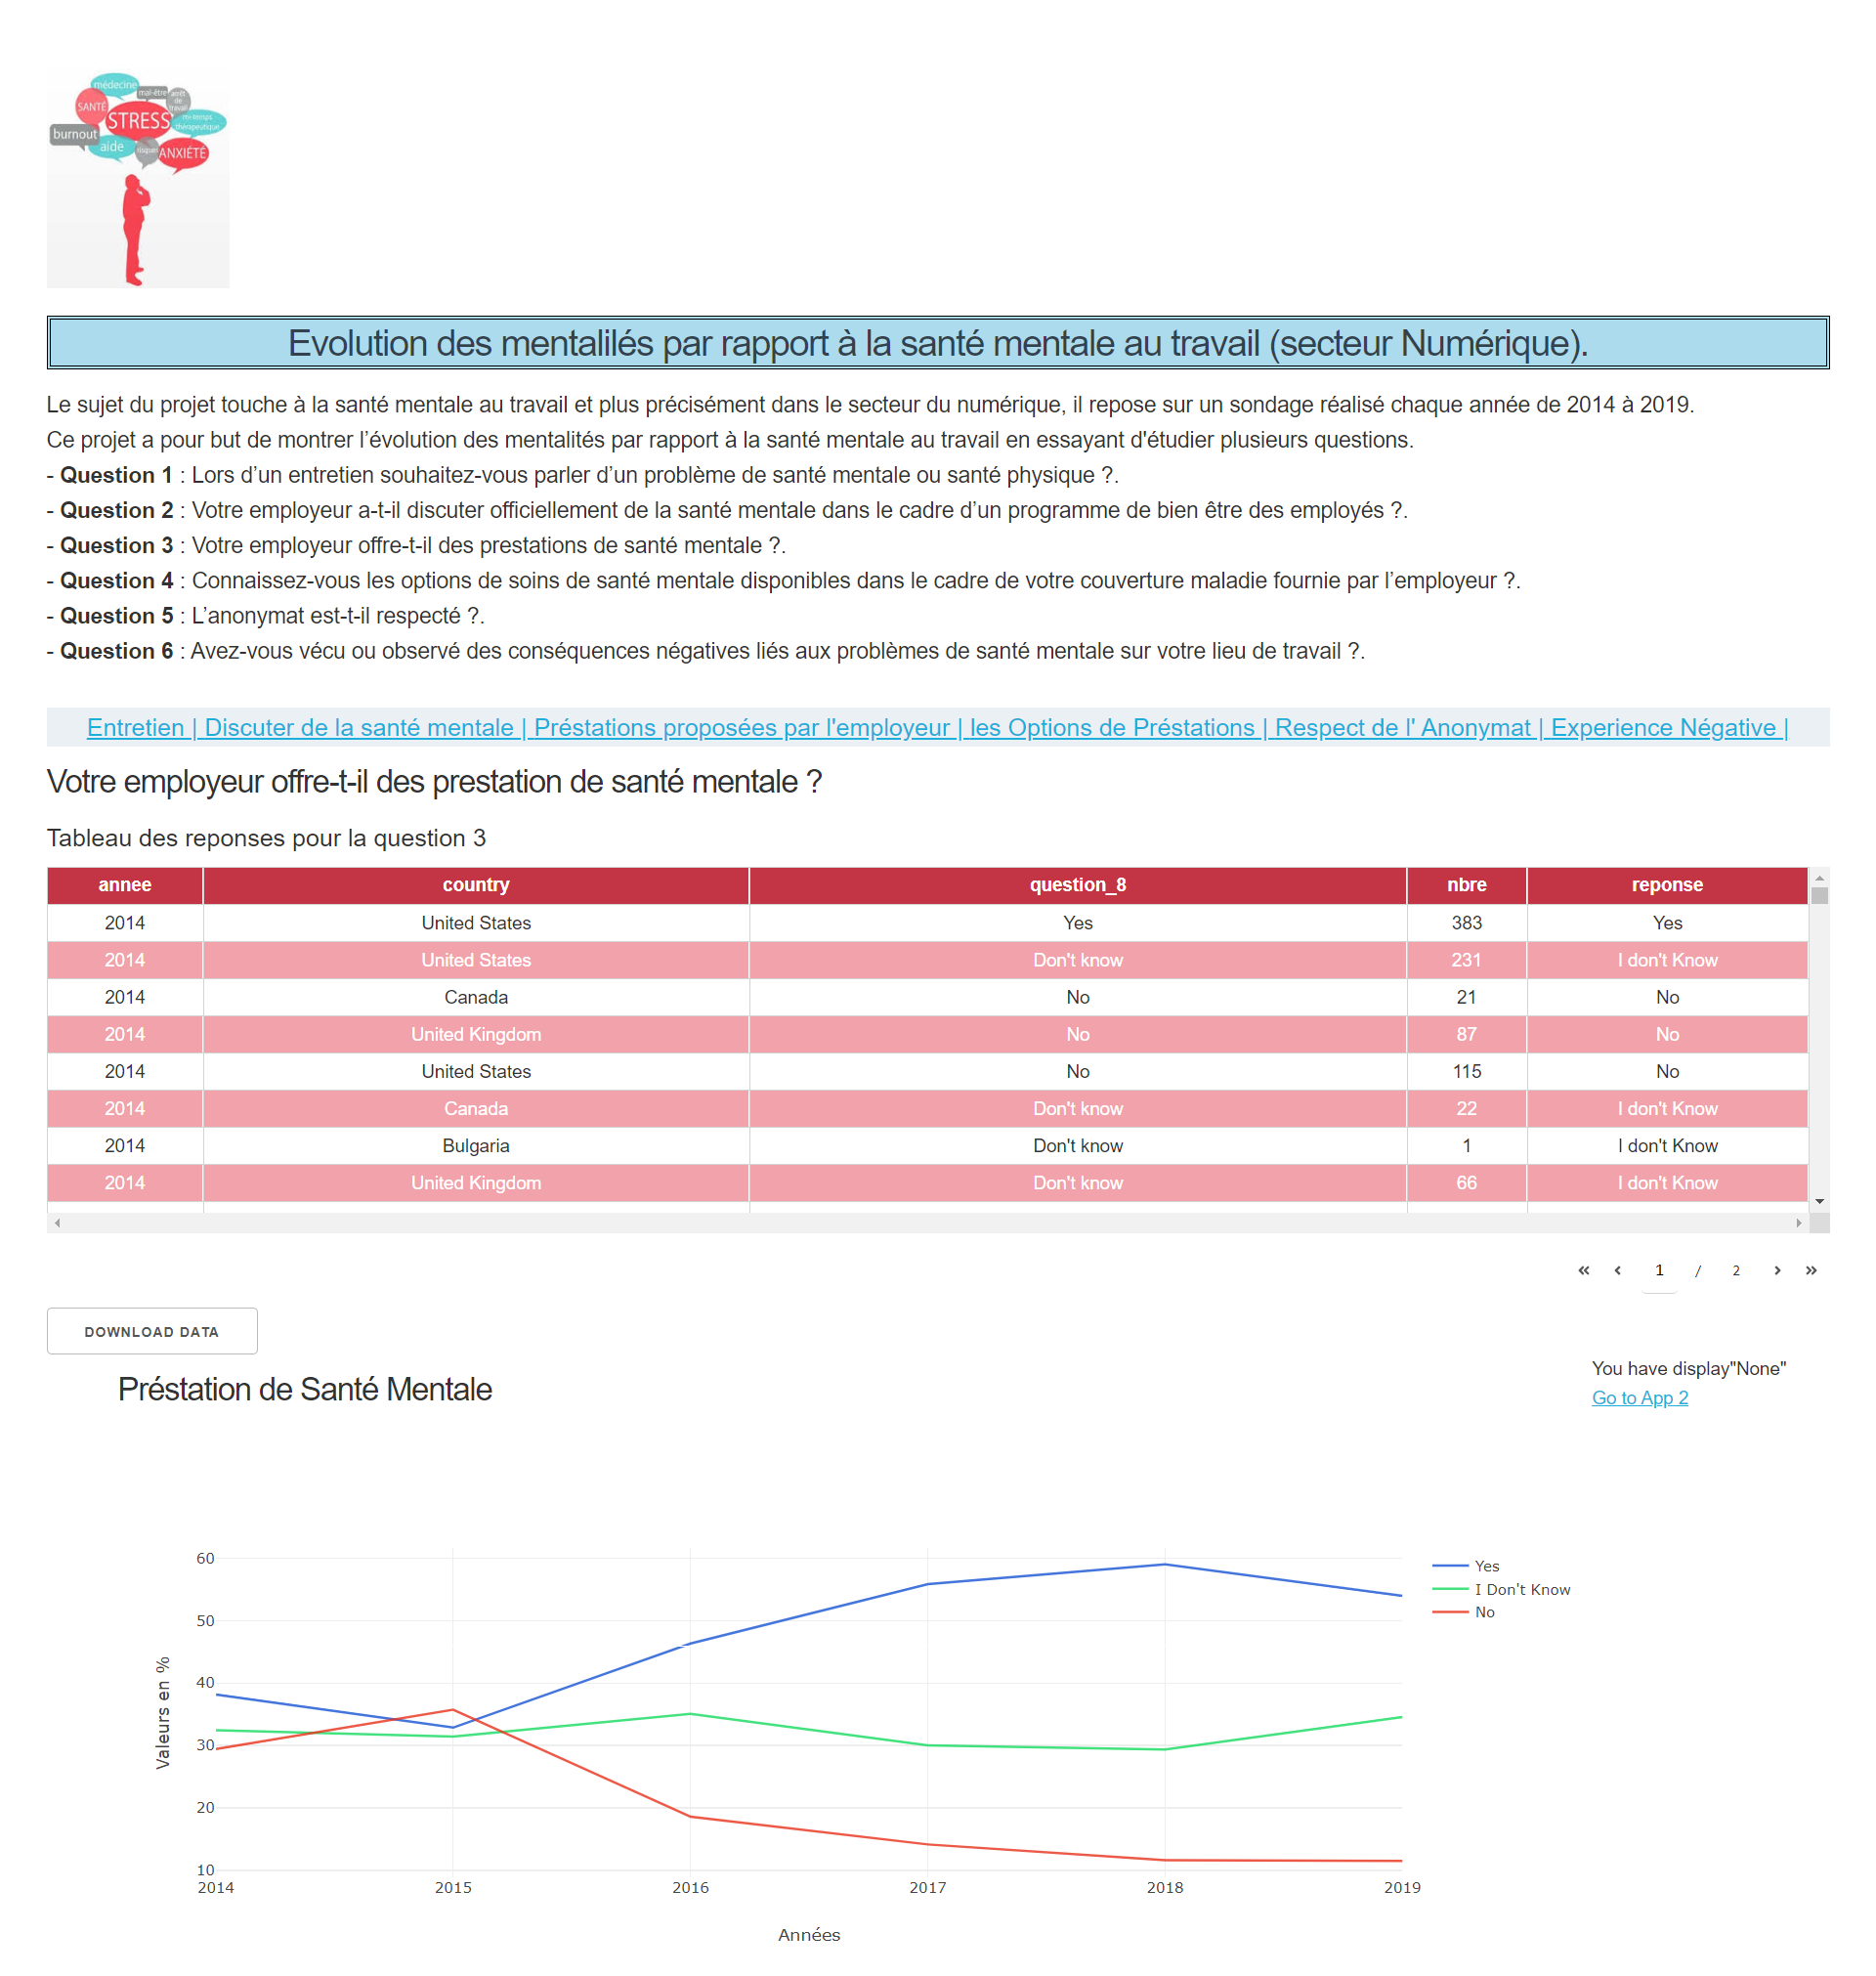 médecine
mal-être
arrêt de travail
SANTÉ
STRESS
mi-temps thérapeutique
burnout
aide
risques
ANXIÉTÉ
Evolution des mentalilés par rapport à la santé mentale au travail (secteur Numérique).
Le sujet du projet touche à la santé mentale au travail et plus précisément dans le secteur du numérique, il repose sur un sondage réalisé chaque année de 2014 à 2019.
Ce projet a pour but de montrer l’évolution des mentalités par rapport à la santé mentale au travail en essayant d'étudier plusieurs questions.
- Question 1 : Lors d’un entretien souhaitez-vous parler d’un problème de santé mentale ou santé physique ?.
- Question 2 : Votre employeur a-t-il discuter officiellement de la santé mentale dans le cadre d’un programme de bien être des employés ?.
- Question 3 : Votre employeur offre-t-il des prestations de santé mentale ?.
- Question 4 : Connaissez-vous les options de soins de santé mentale disponibles dans le cadre de votre couverture maladie fournie par l’employeur ?.
- Question 5 : L’anonymat est-t-il respecté ?.
- Question 6 : Avez-vous vécu ou observé des conséquences négatives liés aux problèmes de santé mentale sur votre lieu de travail ?.
Entretien | Discuter de la santé mentale | Préstations proposées par l'employeur | les Options de Préstations | Respect de l' Anonymat | Experience Négative |
Votre employeur offre-t-il des prestation de santé mentale ?
Tableau des reponses pour la question 3
annee country question_8 nbre reponse
2014 United States Yes 383 Yes
2014 United States Don't know 231 I don't Know
2014 Canada No 21 No
2014 United Kingdom No 87 No
2014 United States No 115 No
2014 Canada Don't know 22 I don't Know
2014 Bulgaria Don't know 1 I don't Know
2014 United Kingdom Don't know 66 I don't Know
1 / 2
DOWNLOAD DATA
You have display"None"
Préstation de Santé Mentale
Go to App 2
Yes
I Don't Know
No
Valeurs en %
60
50
40
30
20
10
2014 2015 2016 2017 2018 2019
Années